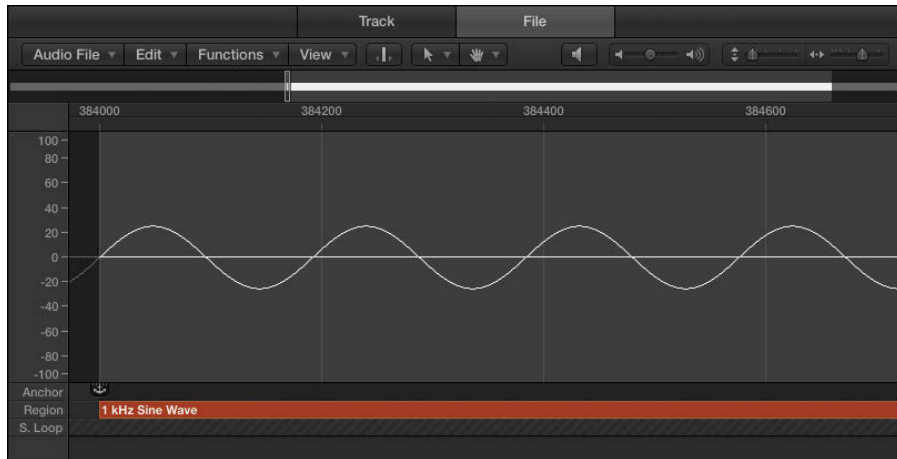 Track File
Audio File Edit Functions View
384000 384200 384400 384600
100
80
60
40
20
0
-20
-40
-60
-80
-100
Anchor
Region 1 kHz Sine Wave
S. Loop